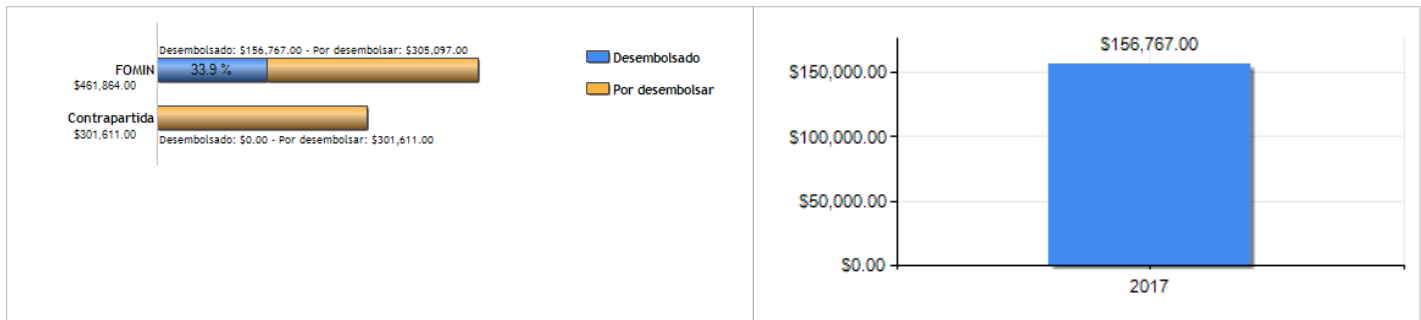 Desembolsado: $156,767.00 - Por desembolsar: $305,097.00
FOMIN
33.9 %
$461,864.00
Contrapartida
$301,611.00
Desembolsado: $0.00 - Por desembolsar: $301,611.00
Desembolsado
Por desembolsar
$156,767.00
$150,000.00
$100,000.00
$50,000.00
$0.00
2017